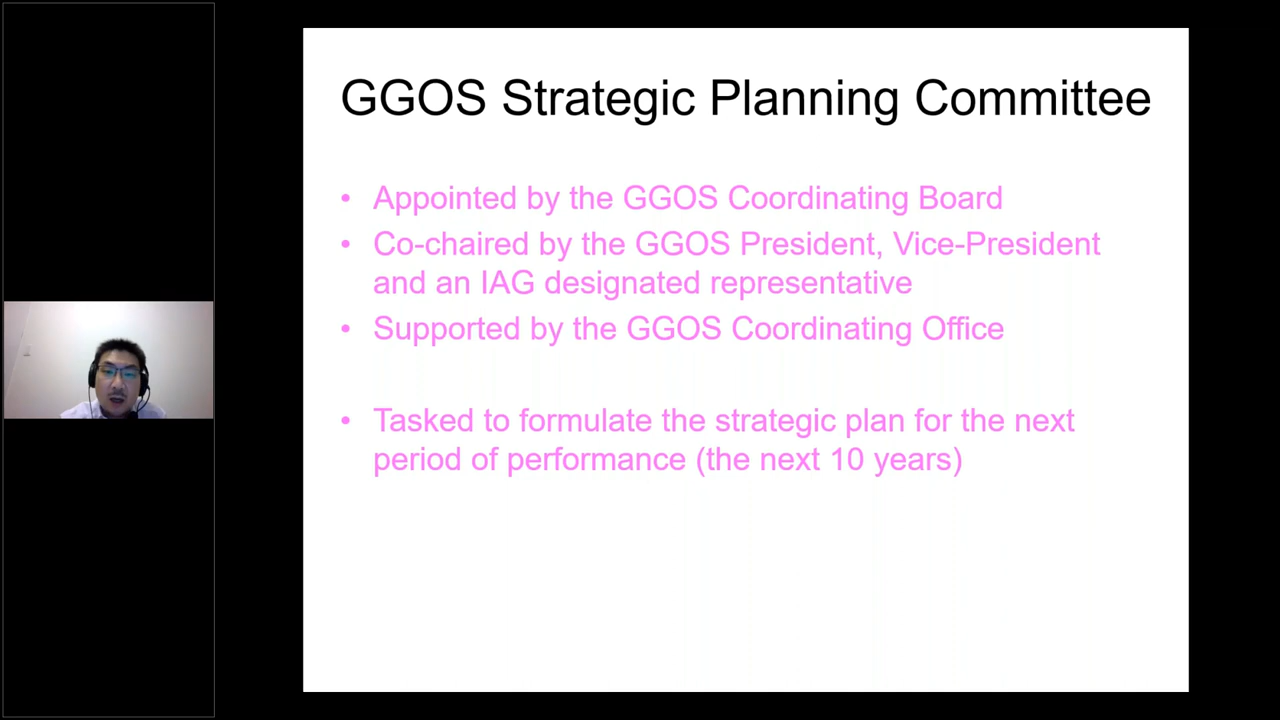 GGOS Strategic Planning Committee
• Appointed by the GGOS Coordinating Board
• Co-chaired by the GGOS President, Vice-President
and an IAG designated representative
• Supported by the GGOS Coordinating Office
• Tasked to formulate the strategic plan for the next
period of performance (the next 10 years)